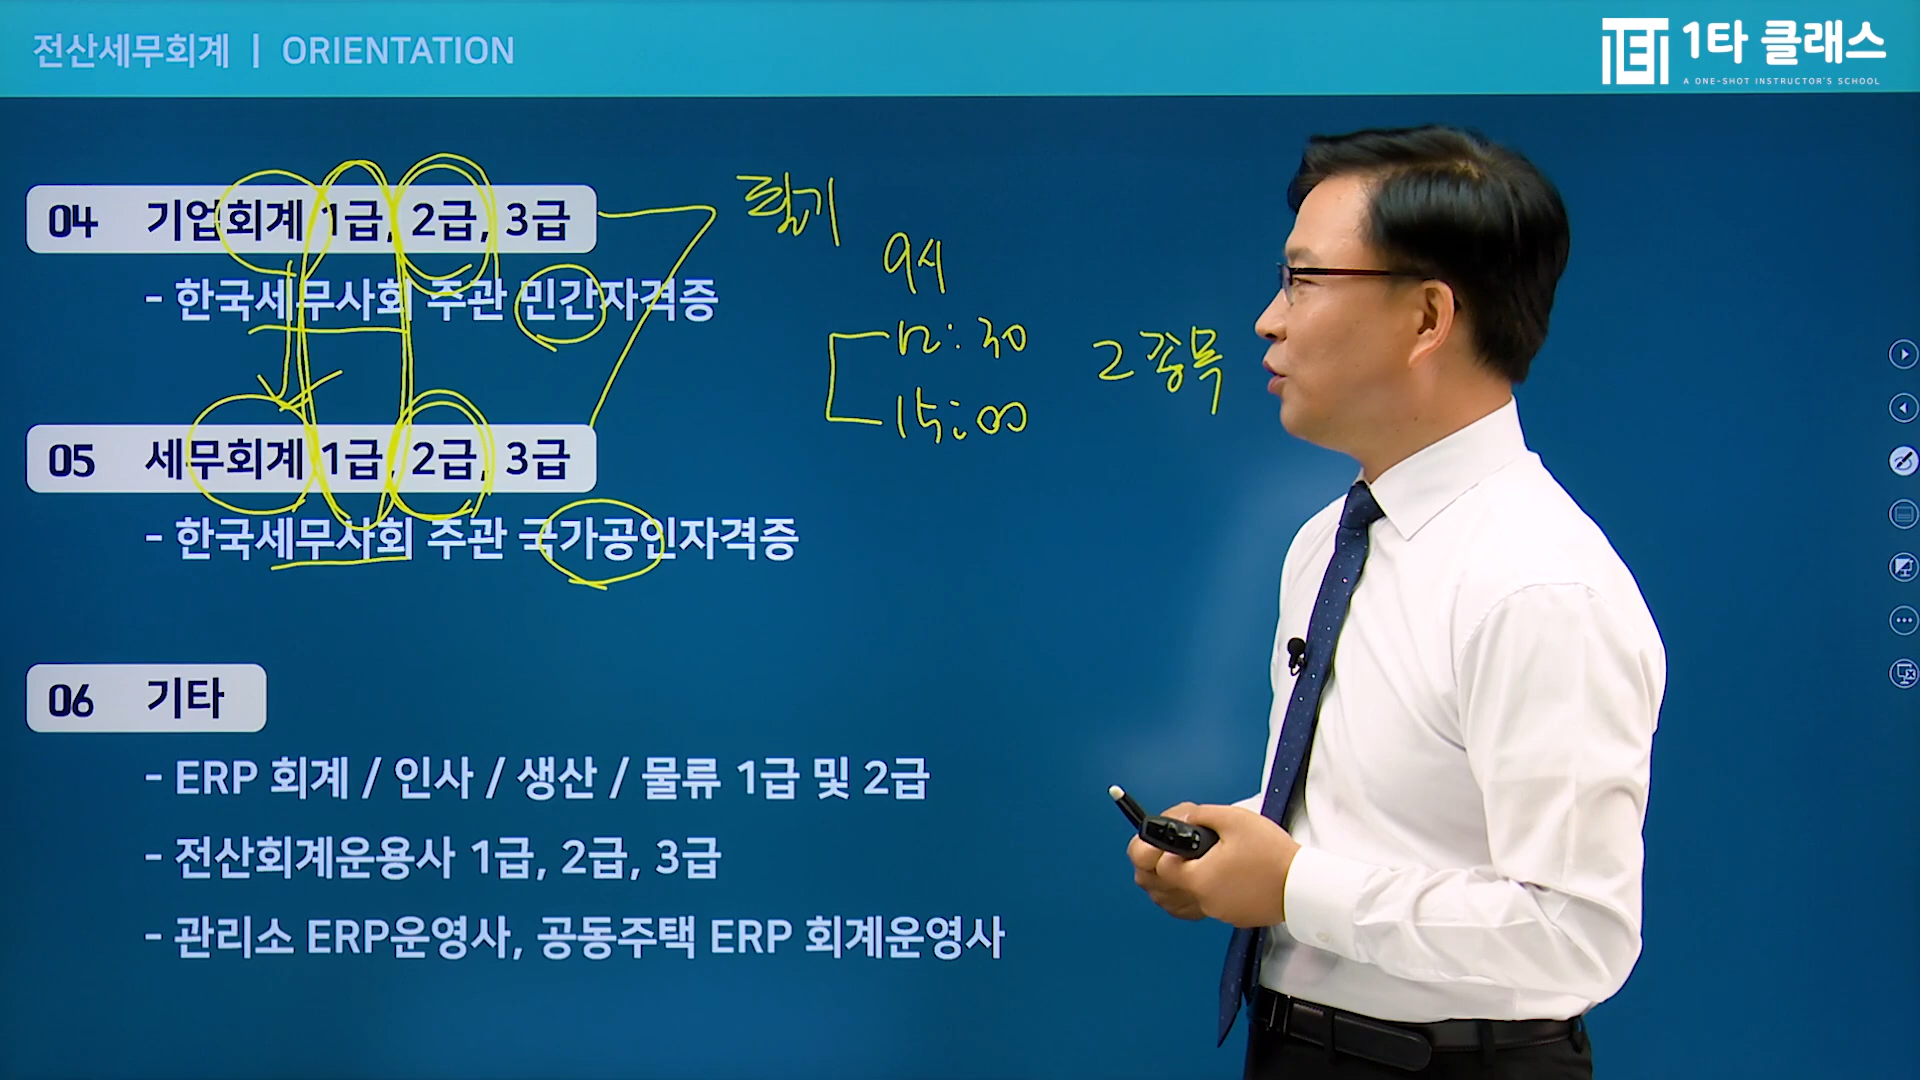 전산세무회계 | ORIENTATION
1타 클래스
A ONE-SHOT INSTRUCTOR'S SCHOOL
04 기업회계 1급, 2급, 3급
- 한국세무사회 주관 민간자격증
필기
9시
12:30
15:00
2종목
05 세무회계 1급, 2급, 3급
- 한국세무사회 주관 국가공인자격증
06 기타
- ERP 회계 / 인사 / 생산 / 물류 1급 및 2급
- 전산회계운용사 1급, 2급, 3급
- 관리소 ERP운영사, 공동주택 ERP 회계운영사